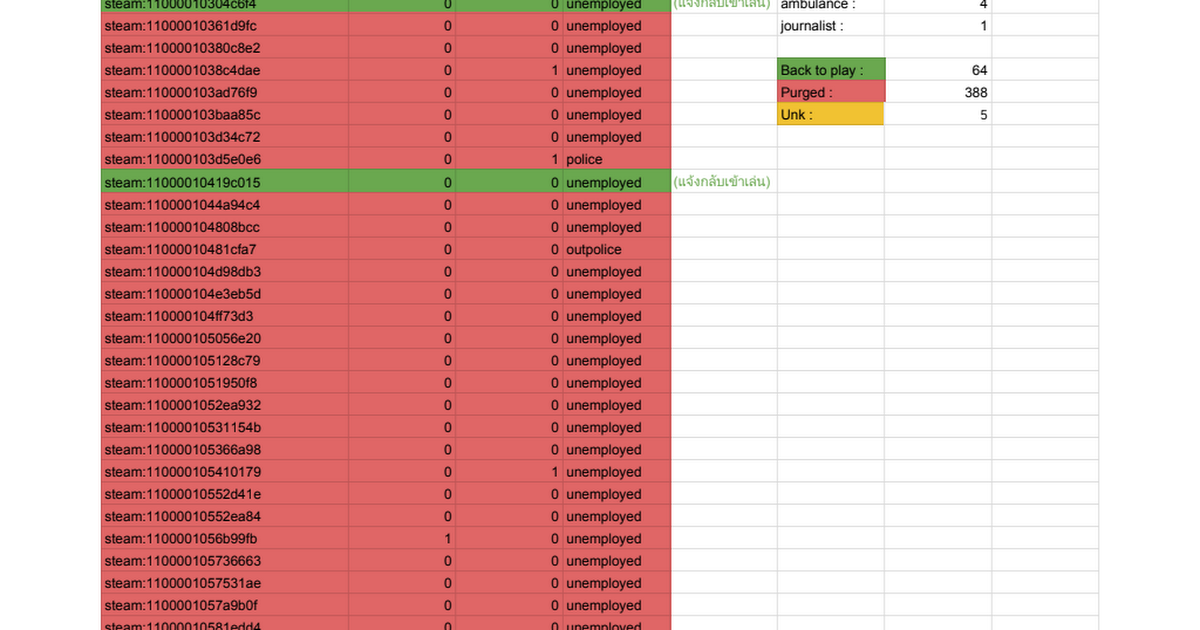 steam:11000010304c6f4 0 0 unemployed (แจ้งกลับเข้าเล่น) ambulance : 4
steam:11000010361d9fc 0 0 unemployed journalist : 1
steam:11000010380c8e2 0 0 unemployed
steam:1100001038c4dae 0 1 unemployed Back to play : 64
steam:110000103ad76f9 0 0 unemployed Purged : 388
steam:110000103baa85c 0 0 unemployed Unk : 5
steam:110000103d34c72 0 0 unemployed
steam:110000103d5e0e6 0 1 police
steam:11000010419c015 0 0 unemployed (แจ้งกลับเข้าเล่น)
steam:1100001044a94c4 0 0 unemployed
steam:110000104808bcc 0 0 unemployed
steam:11000010481cfa7 0 0 outpolice
steam:110000104d98db3 0 0 unemployed
steam:110000104e3eb5d 0 0 unemployed
steam:110000104ff73d3 0 0 unemployed
steam:110000105056e20 0 0 unemployed
steam:110000105128c79 0 0 unemployed
steam:1100001051950f8 0 0 unemployed
steam:1100001052ea932 0 0 unemployed
steam:11000010531154b 0 0 unemployed
steam:110000105366a98 0 0 unemployed
steam:110000105410179 0 1 unemployed
steam:11000010552d41e 0 0 unemployed
steam:11000010552ea84 0 0 unemployed
steam:1100001056b99fb 1 0 unemployed
steam:110000105736663 0 0 unemployed
steam:1100001057531ae 0 0 unemployed
steam:1100001057a9b0f 0 0 unemployed
steam:110000010581edd4 0 0 unemployed